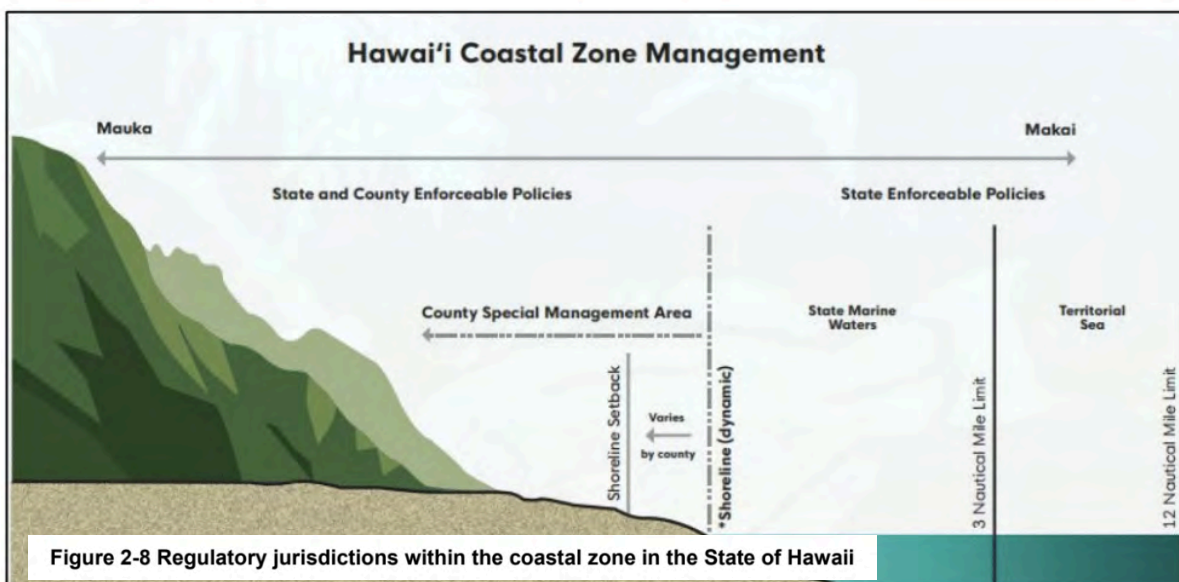 Hawaiʻi Coastal Zone Management
Mauka
Makai
State and County Enforceable Policies
State Enforceable Policies
County Special Management Area
State Marine
Waters
Territorial
Sea
Shoreline Setback
Varies
by county
*Shoreline (dynamic)
3 Nautical Mile Limit
12 Nautical Mile Limit
Figure 2-8 Regulatory jurisdictions within the coastal zone in the State of Hawaii